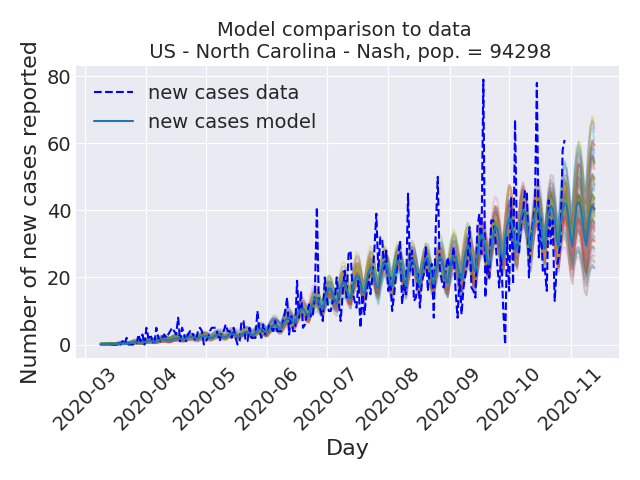 Model comparison to data
US - North Carolina - Nash, pop. = 94298
Number of new cases reported
80
60
40
20
0
new cases data
new cases model
2020-03
2020-04
2020-05
2020-06
2020-07
2020-08
2020-09
2020-10
2020-11
Day